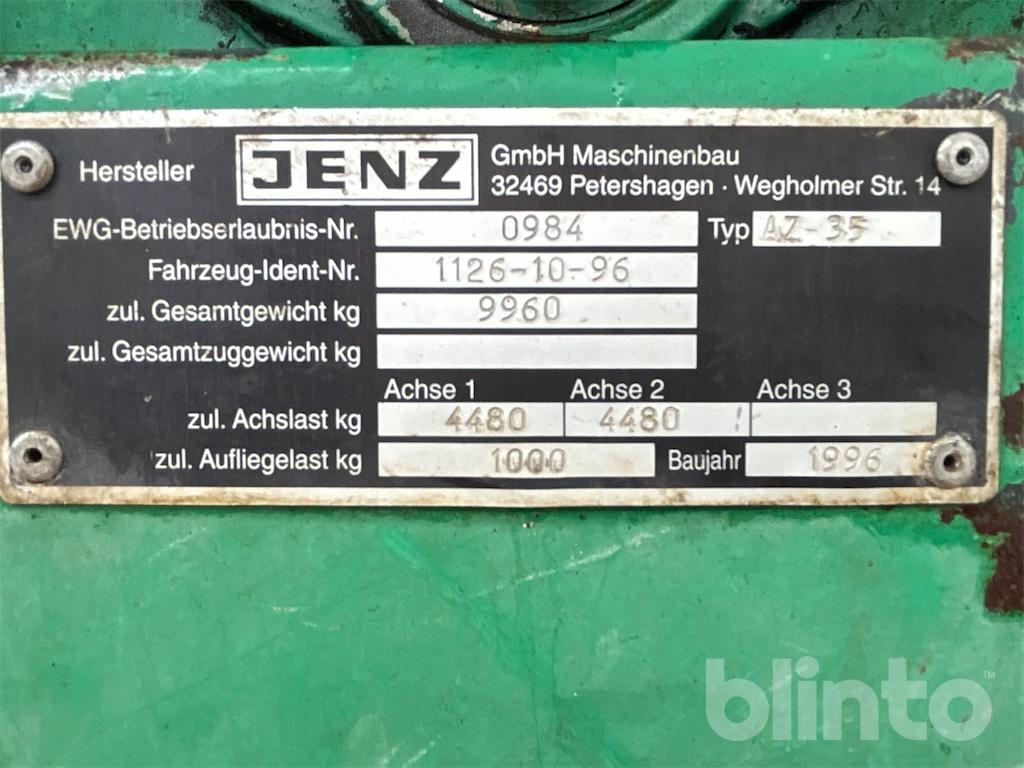 Hersteller JENZ GmbH Maschinenbau
32469 Petershagen · Wegholmer Str. 14
EWG-Betriebserlaubnis-Nr. 0984 Typ AZ-35
Fahrzeug-Ident-Nr. 1126-10-96
zul. Gesamtgewicht kg 9960
zul. Gesamtzuggewicht kg
Achse 1 Achse 2 Achse 3
zul. Achslast kg 4480 4480
zul. Aufliegelast kg 1000 Baujahr 1996
blinto™